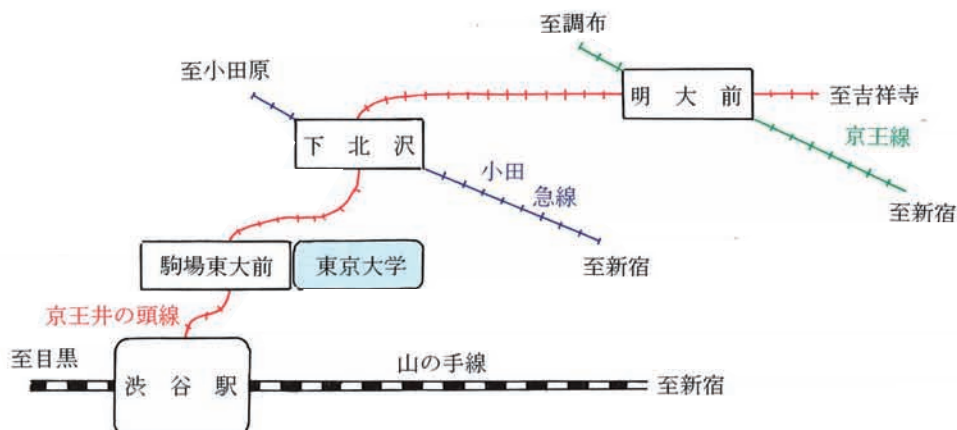 至調布
至小田原
明大前
至吉祥寺
京王線
下北沢
小田
急線
至新宿
至新宿
駒場東大前
東京大学
京王井の頭線
至目黒
山の手線
渋谷駅
至新宿